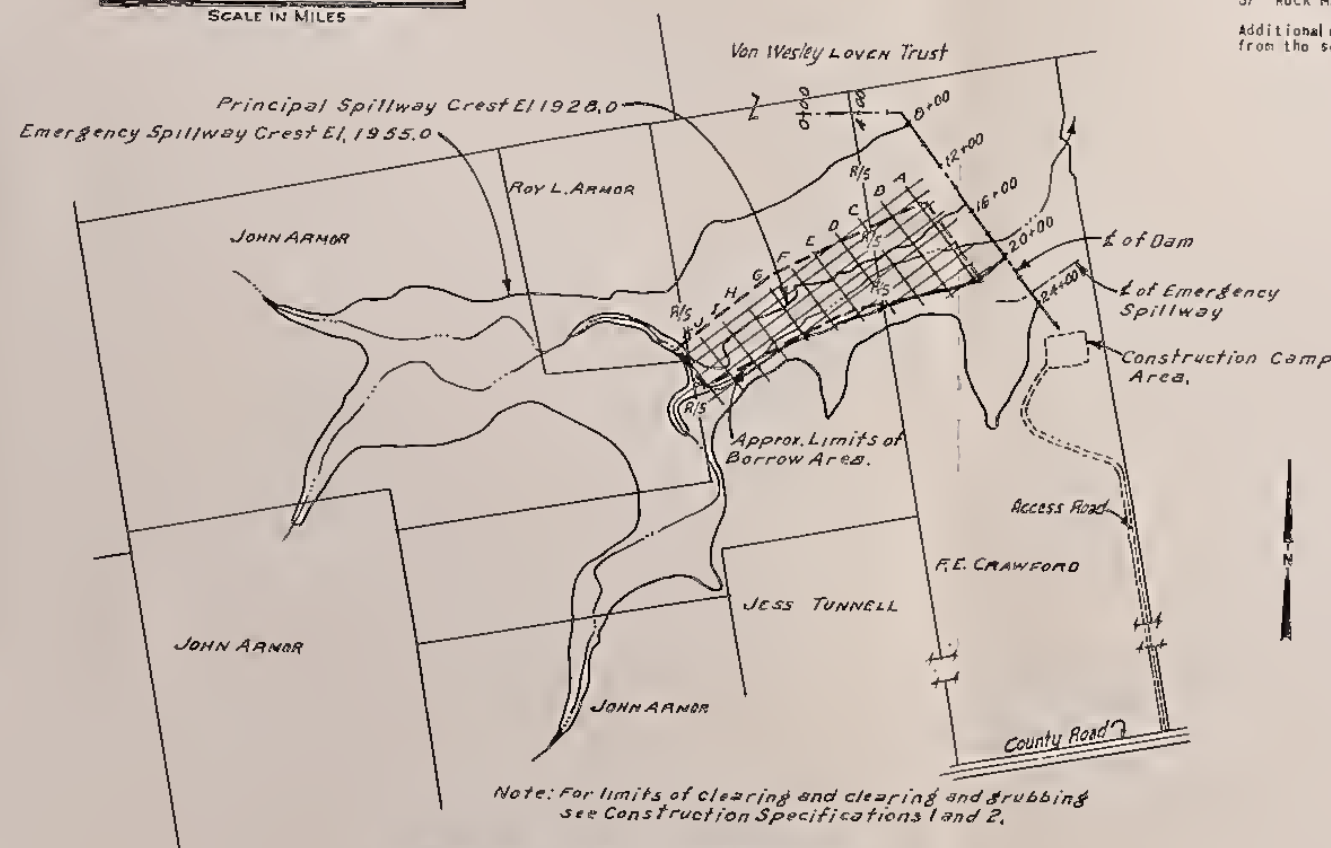 SCALE IN MILES
Additional
from the
Von Wesley LOVEN Trust
Principal Spillway Crest El 1928.0
Emergency Spillway Crest El. 1955.0
0+00
4+00
8+00
12+00
16+00
20+00
24+00
ROY L. ARMOR
JOHN ARMOR
R/S
A
B
C
D
E
F
G
H
I
J
R/S
R/S
R/S
R/S
℄ of Dam
℄ of Emergency
Spillway
Construction Camp
Area.
Approx. Limits of
Borrow Area.
Access Road
N
F.E. CRAWFORD
JESS TUNNELL
JOHN ARMOR
JOHN ARMOR
County Road
Note: For limits of clearing and clearing and grubbing
see Construction Specifications 1 and 2.